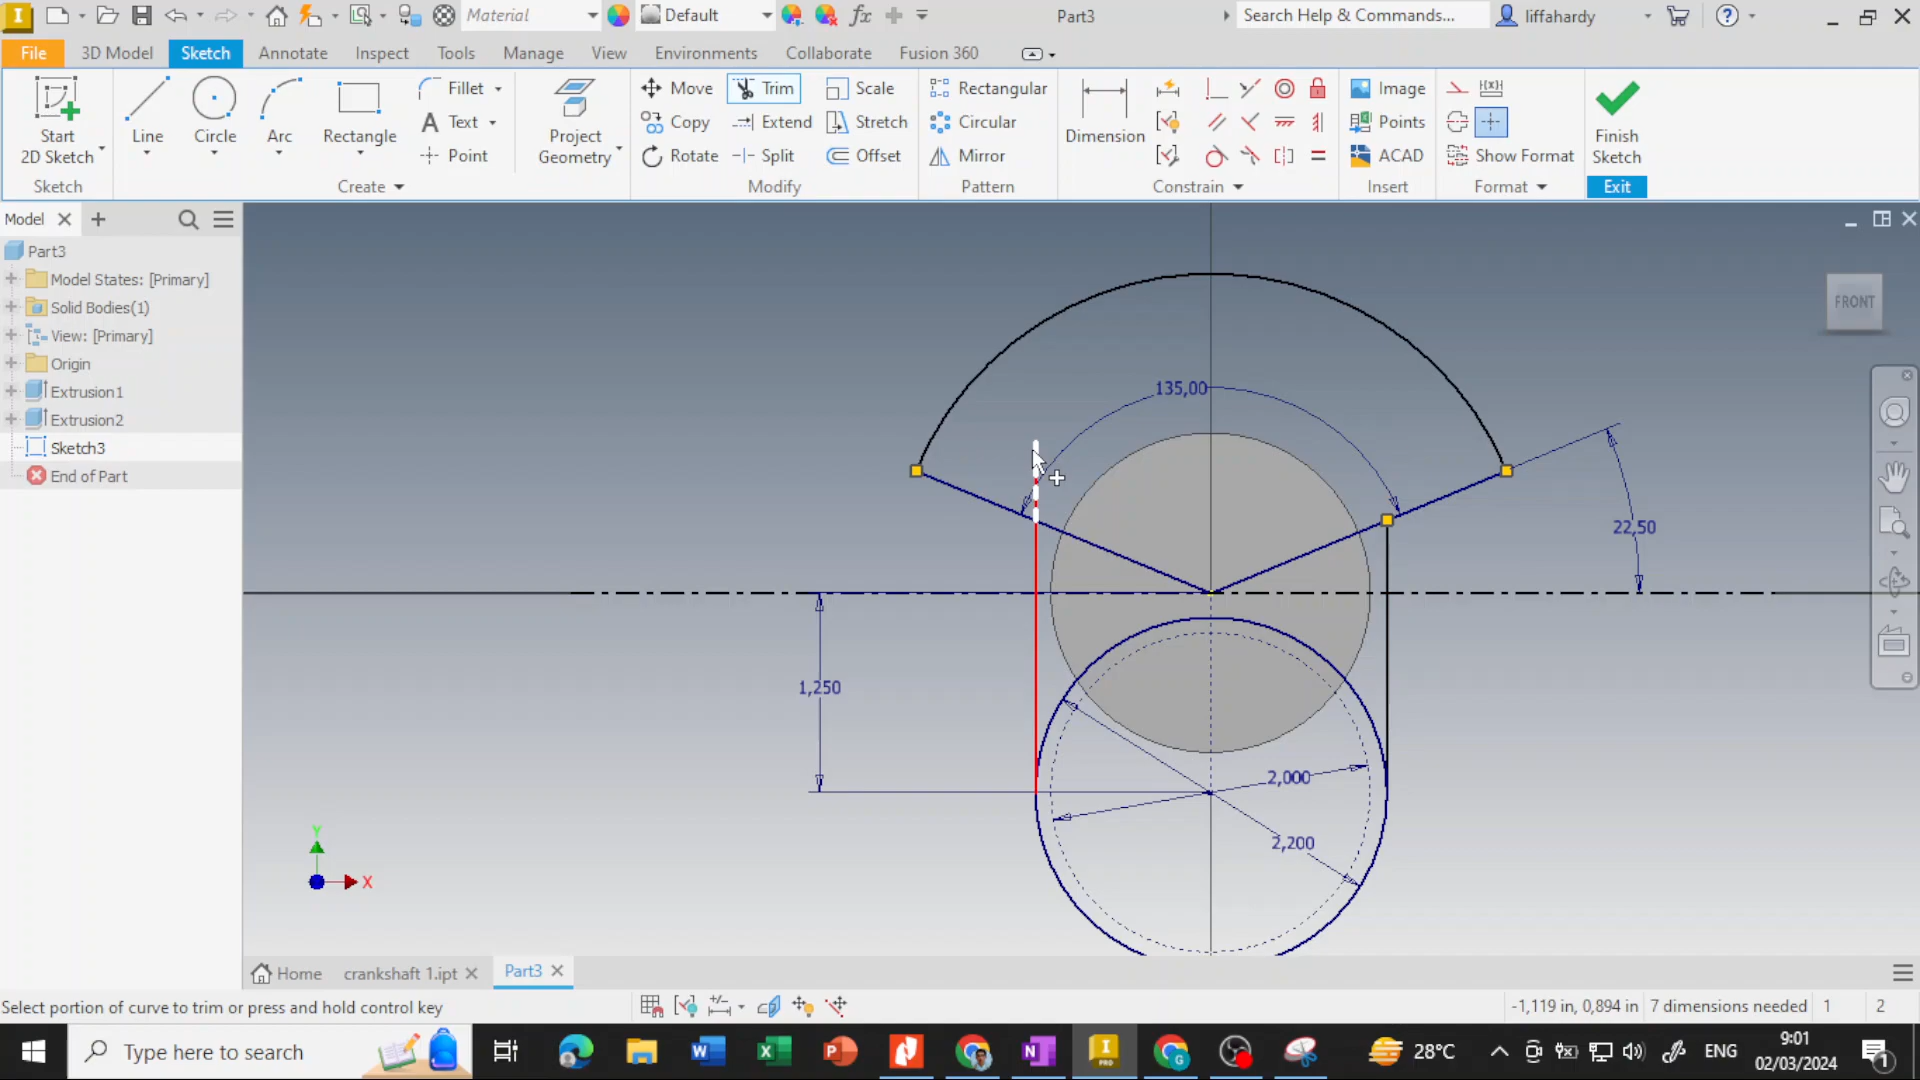 Material
Default
Part3
Search Help & Commands...
liffahardy
File
3D Model
Sketch
Annotate
Inspect
Tools
Manage
View
Environments
Collaborate
Fusion 360
Start
2D Sketch
Line
Circle
Arc
Rectangle
Fillet
Text
Point
Project
Geometry
Move
Copy
Rotate
Trim
Extend
Split
Scale
Stretch
Offset
Rectangular
Circular
Mirror
Dimension
Image
Points
ACAD
Show Format
Finish
Sketch
Sketch
Create
Modify
Pattern
Constrain
Insert
Format
Exit
Model
Part3
Model States: [Primary]
Solid Bodies(1)
View: [Primary]
Origin
Extrusion1
Extrusion2
Sketch3
End of Part
FRONT
135,00
22,50
1,250
2,000
2,200
Y
X
Home
crankshaft 1.ipt
Part3
Select portion of curve to trim or press and hold control key
-1,119 in, 0,894 in
7 dimensions needed
1
2
Type here to search
28°C
ENG
9:01
02/03/2024